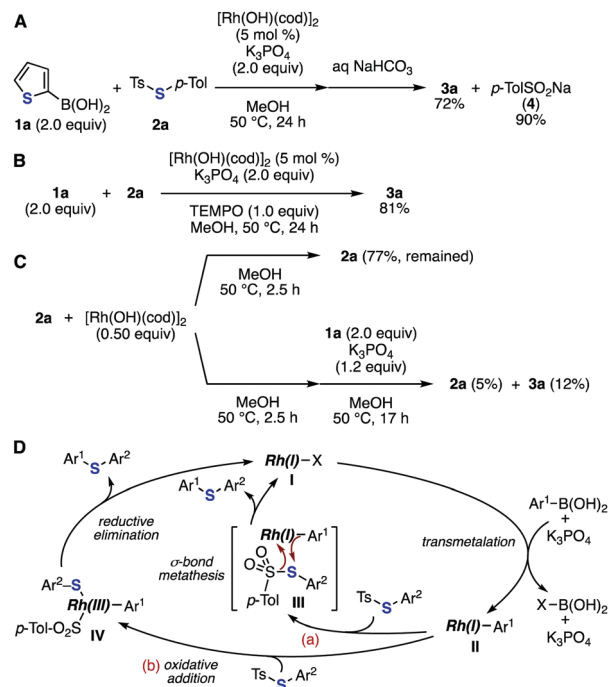 A
[Rh(OH)(cod)]2
(5 mol %)
K3PO4
(2.0 equiv)
aq NaHCO3
S
B(OH)2
+
Ts
S
p-Tol
MeOH
50 °C, 24 h
3a
72%
+
p-TolSO2Na
(4)
90%
1a (2.0 equiv)
2a
B
[Rh(OH)(cod)]2 (5 mol %)
K3PO4 (2.0 equiv)
1a + 2a
(2.0 equiv)
3a
81%
TEMPO (1.0 equiv)
MeOH, 50 °C, 24 h
C
2a (77%, remained)
MeOH
50 °C, 2.5 h
2a + [Rh(OH)(cod)]2
(0.50 equiv)
1a (2.0 equiv)
K3PO4
(1.2 equiv)
2a (5%) + 3a (12%)
MeOH
50 °C, 2.5 h
MeOH
50 °C, 17 h
D
Ar1 S Ar2
Rh(I)–X
I
Ar1 S Ar2
reductive
elimination
Ar1–B(OH)2
+
K3PO4
transmetalation
σ-bond
metathesis
Rh(I)–Ar1
O O
S–S
Ar2
p-Tol
III
Ar2–S
Rh(III)–Ar1
p-Tol-O2S
IV
Ts S Ar2
X–B(OH)2
+
K3PO4
Rh(I)–Ar1
II
(a)
(b) oxidative
addition
Ts S Ar2